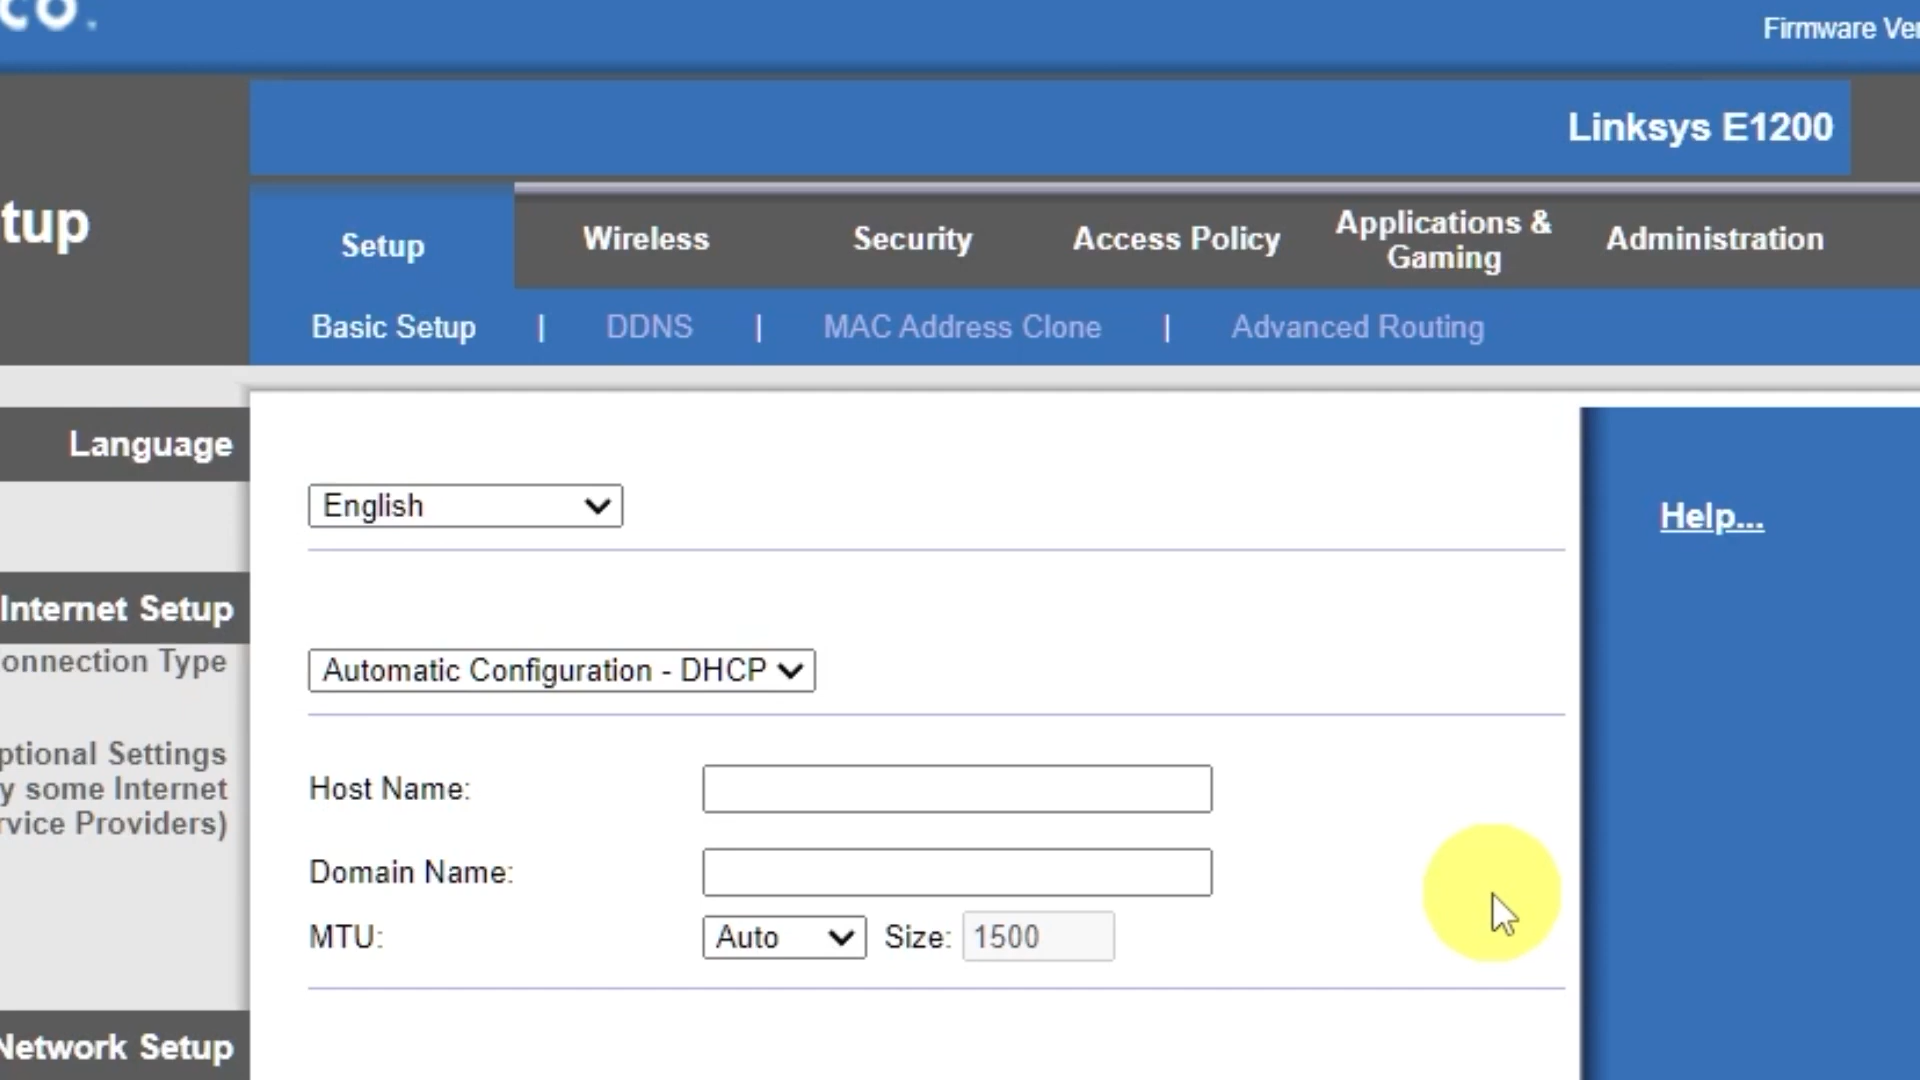 Firmware
Linksys E1200
Setup Wireless Security Access Policy Applications & Gaming Administration
Basic Setup | DDNS | MAC Address Clone | Advanced Routing
Language
English
Help...
Internet Setup
onnection Type
Automatic Configuration - DHCP
ptional Settings
y some Internet
rvice Providers)
Host Name:
Domain Name:
MTU: Auto Size: 1500
Network Setup